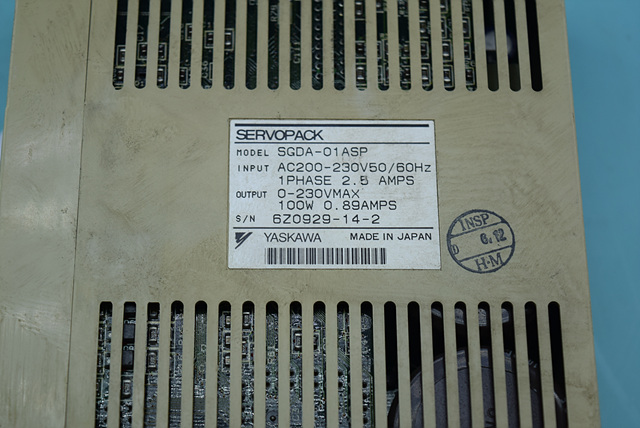 SERVOPACK
MODEL SGDA-01ASP
INPUT AC200-230V50/60Hz
1PHASE 2.5 AMPS
OUTPUT 0-230VMAX
100W 0.89AMPS
S/N 6Z0929-14-2
YASKAWA MADE IN JAPAN
INSP
D 6.12
H·M